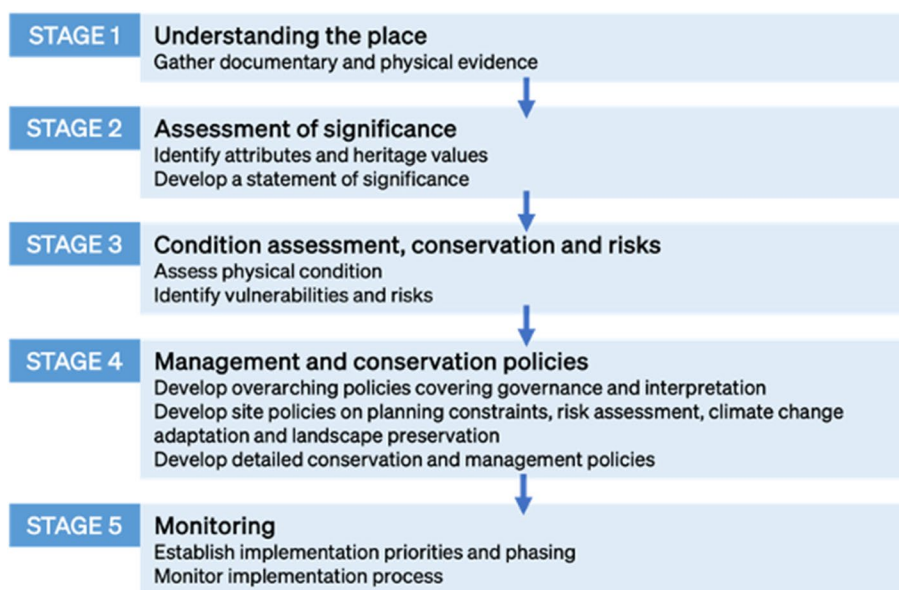 STAGE 1
Understanding the place
Gather documentary and physical evidence
STAGE 2
Assessment of significance
Identify attributes and heritage values
Develop a statement of significance
STAGE 3
Condition assessment, conservation and risks
Assess physical condition
Identify vulnerabilities and risks
STAGE 4
Management and conservation policies
Develop overarching policies covering governance and interpretation
Develop site policies on planning constraints, risk assessment, climate change
adaptation and landscape preservation
Develop detailed conservation and management policies
STAGE 5
Monitoring
Establish implementation priorities and phasing
Monitor implementation process